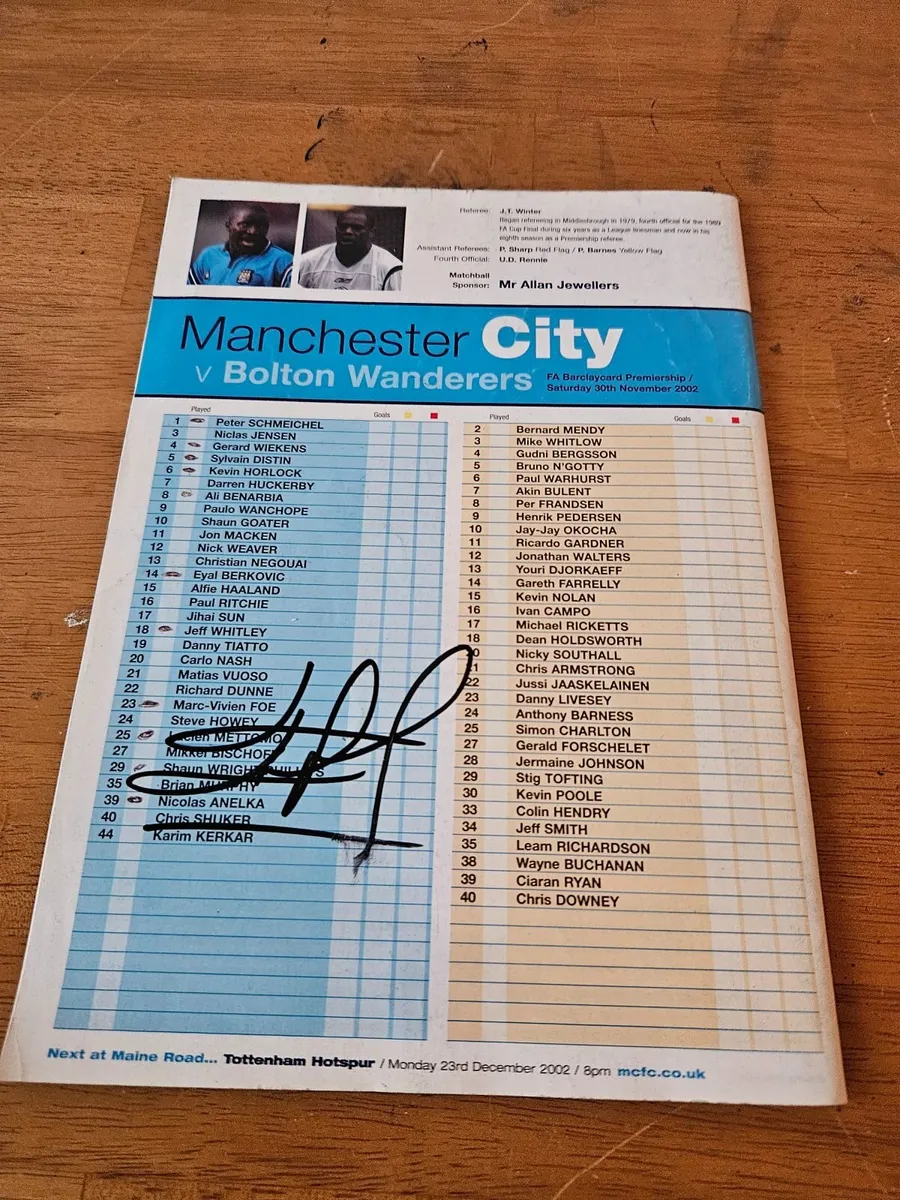 Referee: J.T. Winter
Began refereeing in Middlesbrough in 1979, fourth official for the 1989
FA Cup Final during six years as a League linesman and now in his
eighth season as a Premiership referee.
Assistant Referees: P. Sharp Red Flag / P. Barnes Yellow Flag
Fourth Official: U.D. Rennie
Matchball
Sponsor: Mr Allan Jewellers
Manchester City
v Bolton Wanderers
FA Barclaycard Premiership /
Saturday 30th November 2002
Played Goals
1 Peter SCHMEICHEL
3 Niclas JENSEN
4 Gerard WIEKENS
5 Sylvain DISTIN
6 Kevin HORLOCK
7 Darren HUCKERBY
8 Ali BENARBIA
9 Paulo WANCHOPE
10 Shaun GOATER
11 Jon MACKEN
12 Nick WEAVER
13 Christian NEGOUAI
14 Eyal BERKOVIC
15 Alfie HAALAND
16 Paul RITCHIE
17 Jihai SUN
18 Jeff WHITLEY
19 Danny TIATTO
20 Carlo NASH
21 Matias VUOSO
22 Richard DUNNE
23 Marc-Vivien FOE
24 Steve HOWEY
25 METTOMO
27 Mikkel BISCHOFF
29 Shaun WRIGHT-PHILLIPS
35 Brian MURPHY
39 Nicolas ANELKA
40 Chris SHUKER
44 Karim KERKAR
Played Goals
2 Bernard MENDY
3 Mike WHITLOW
4 Gudni BERGSSON
5 Bruno N'GOTTY
6 Paul WARHURST
7 Akin BULENT
8 Per FRANDSEN
9 Henrik PEDERSEN
10 Jay-Jay OKOCHA
11 Ricardo GARDNER
12 Jonathan WALTERS
13 Youri DJORKAEFF
14 Gareth FARRELLY
15 Kevin NOLAN
16 Ivan CAMPO
17 Michael RICKETTS
18 Dean HOLDSWORTH
20 Nicky SOUTHALL
21 Chris ARMSTRONG
22 Jussi JAASKELAINEN
23 Danny LIVESEY
24 Anthony BARNESS
25 Simon CHARLTON
27 Gerald FORSCHELET
28 Jermaine JOHNSON
29 Stig TOFTING
30 Kevin POOLE
33 Colin HENDRY
34 Jeff SMITH
35 Leam RICHARDSON
38 Wayne BUCHANAN
39 Ciaran RYAN
40 Chris DOWNEY
Next at Maine Road... Tottenham Hotspur / Monday 23rd December 2002 / 8pm mcfc.co.uk